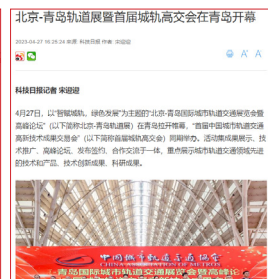 北京-青岛轨道展暨首届城轨高交会在青岛开幕
2023-04-27 16:25:24 来源: 科技日报 作者: 宋迎迎
A A
科技日报记者 宋迎迎
4月27日，以“智赋城轨、绿色发展”为主题的“北京-青岛国际城市轨道交通展览会暨
高峰论坛”（以下简称北京-青岛轨道展）在青岛拉开帷幕，“首届中国城市轨道交通
高新技术成果交易会”（以下简称首届城轨高交会）同期举办。活动集成果展示、技
术推广、高峰论坛、发布签约、合作交流于一体，重点展示城市轨道交通领域先进
的技术和产品、技术创新成果、科研成果。
中国城市轨道交通协会
CHINA ASSOCIATION OF METROS
青岛国际城市轨道交通展览会暨高峰论